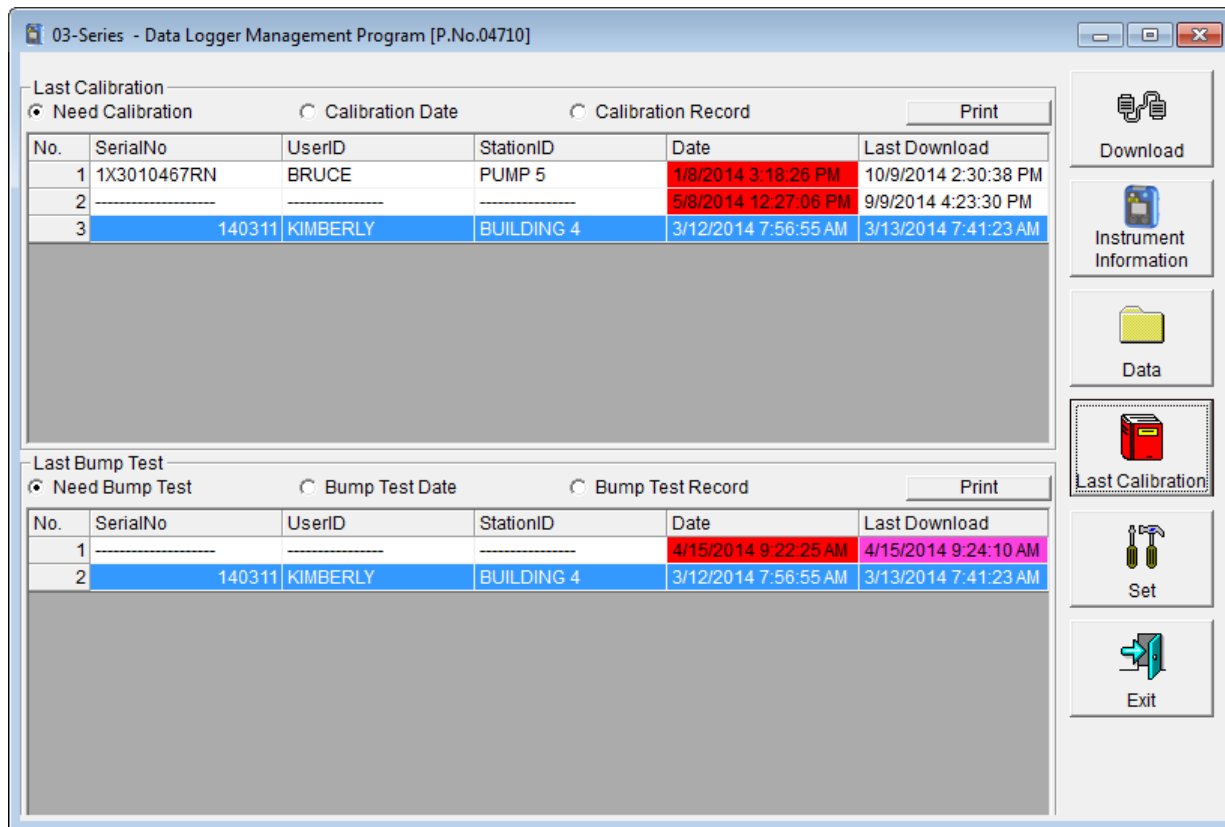 03-Series - Data Logger Management Program [P.No.04710]
Last Calibration
Need Calibration Calibration Date Calibration Record Print
No. SerialNo UserID StationID Date Last Download
1 1X3010467RN BRUCE PUMP 5 1/8/2014 3:18:26 PM 10/9/2014 2:30:38 PM
2 -------------------- ---------------- ---------------- 5/8/2014 12:27:06 PM 9/9/2014 4:23:30 PM
3 140311 KIMBERLY BUILDING 4 3/12/2014 7:56:55 AM 3/13/2014 7:41:23 AM
Last Bump Test
Need Bump Test Bump Test Date Bump Test Record Print
No. SerialNo UserID StationID Date Last Download
1 -------------------- ---------------- ---------------- 4/15/2014 9:22:25 AM 4/15/2014 9:24:10 AM
2 140311 KIMBERLY BUILDING 4 3/12/2014 7:56:55 AM 3/13/2014 7:41:23 AM
Download
Instrument
Information
Data
Last Calibration
Set
Exit